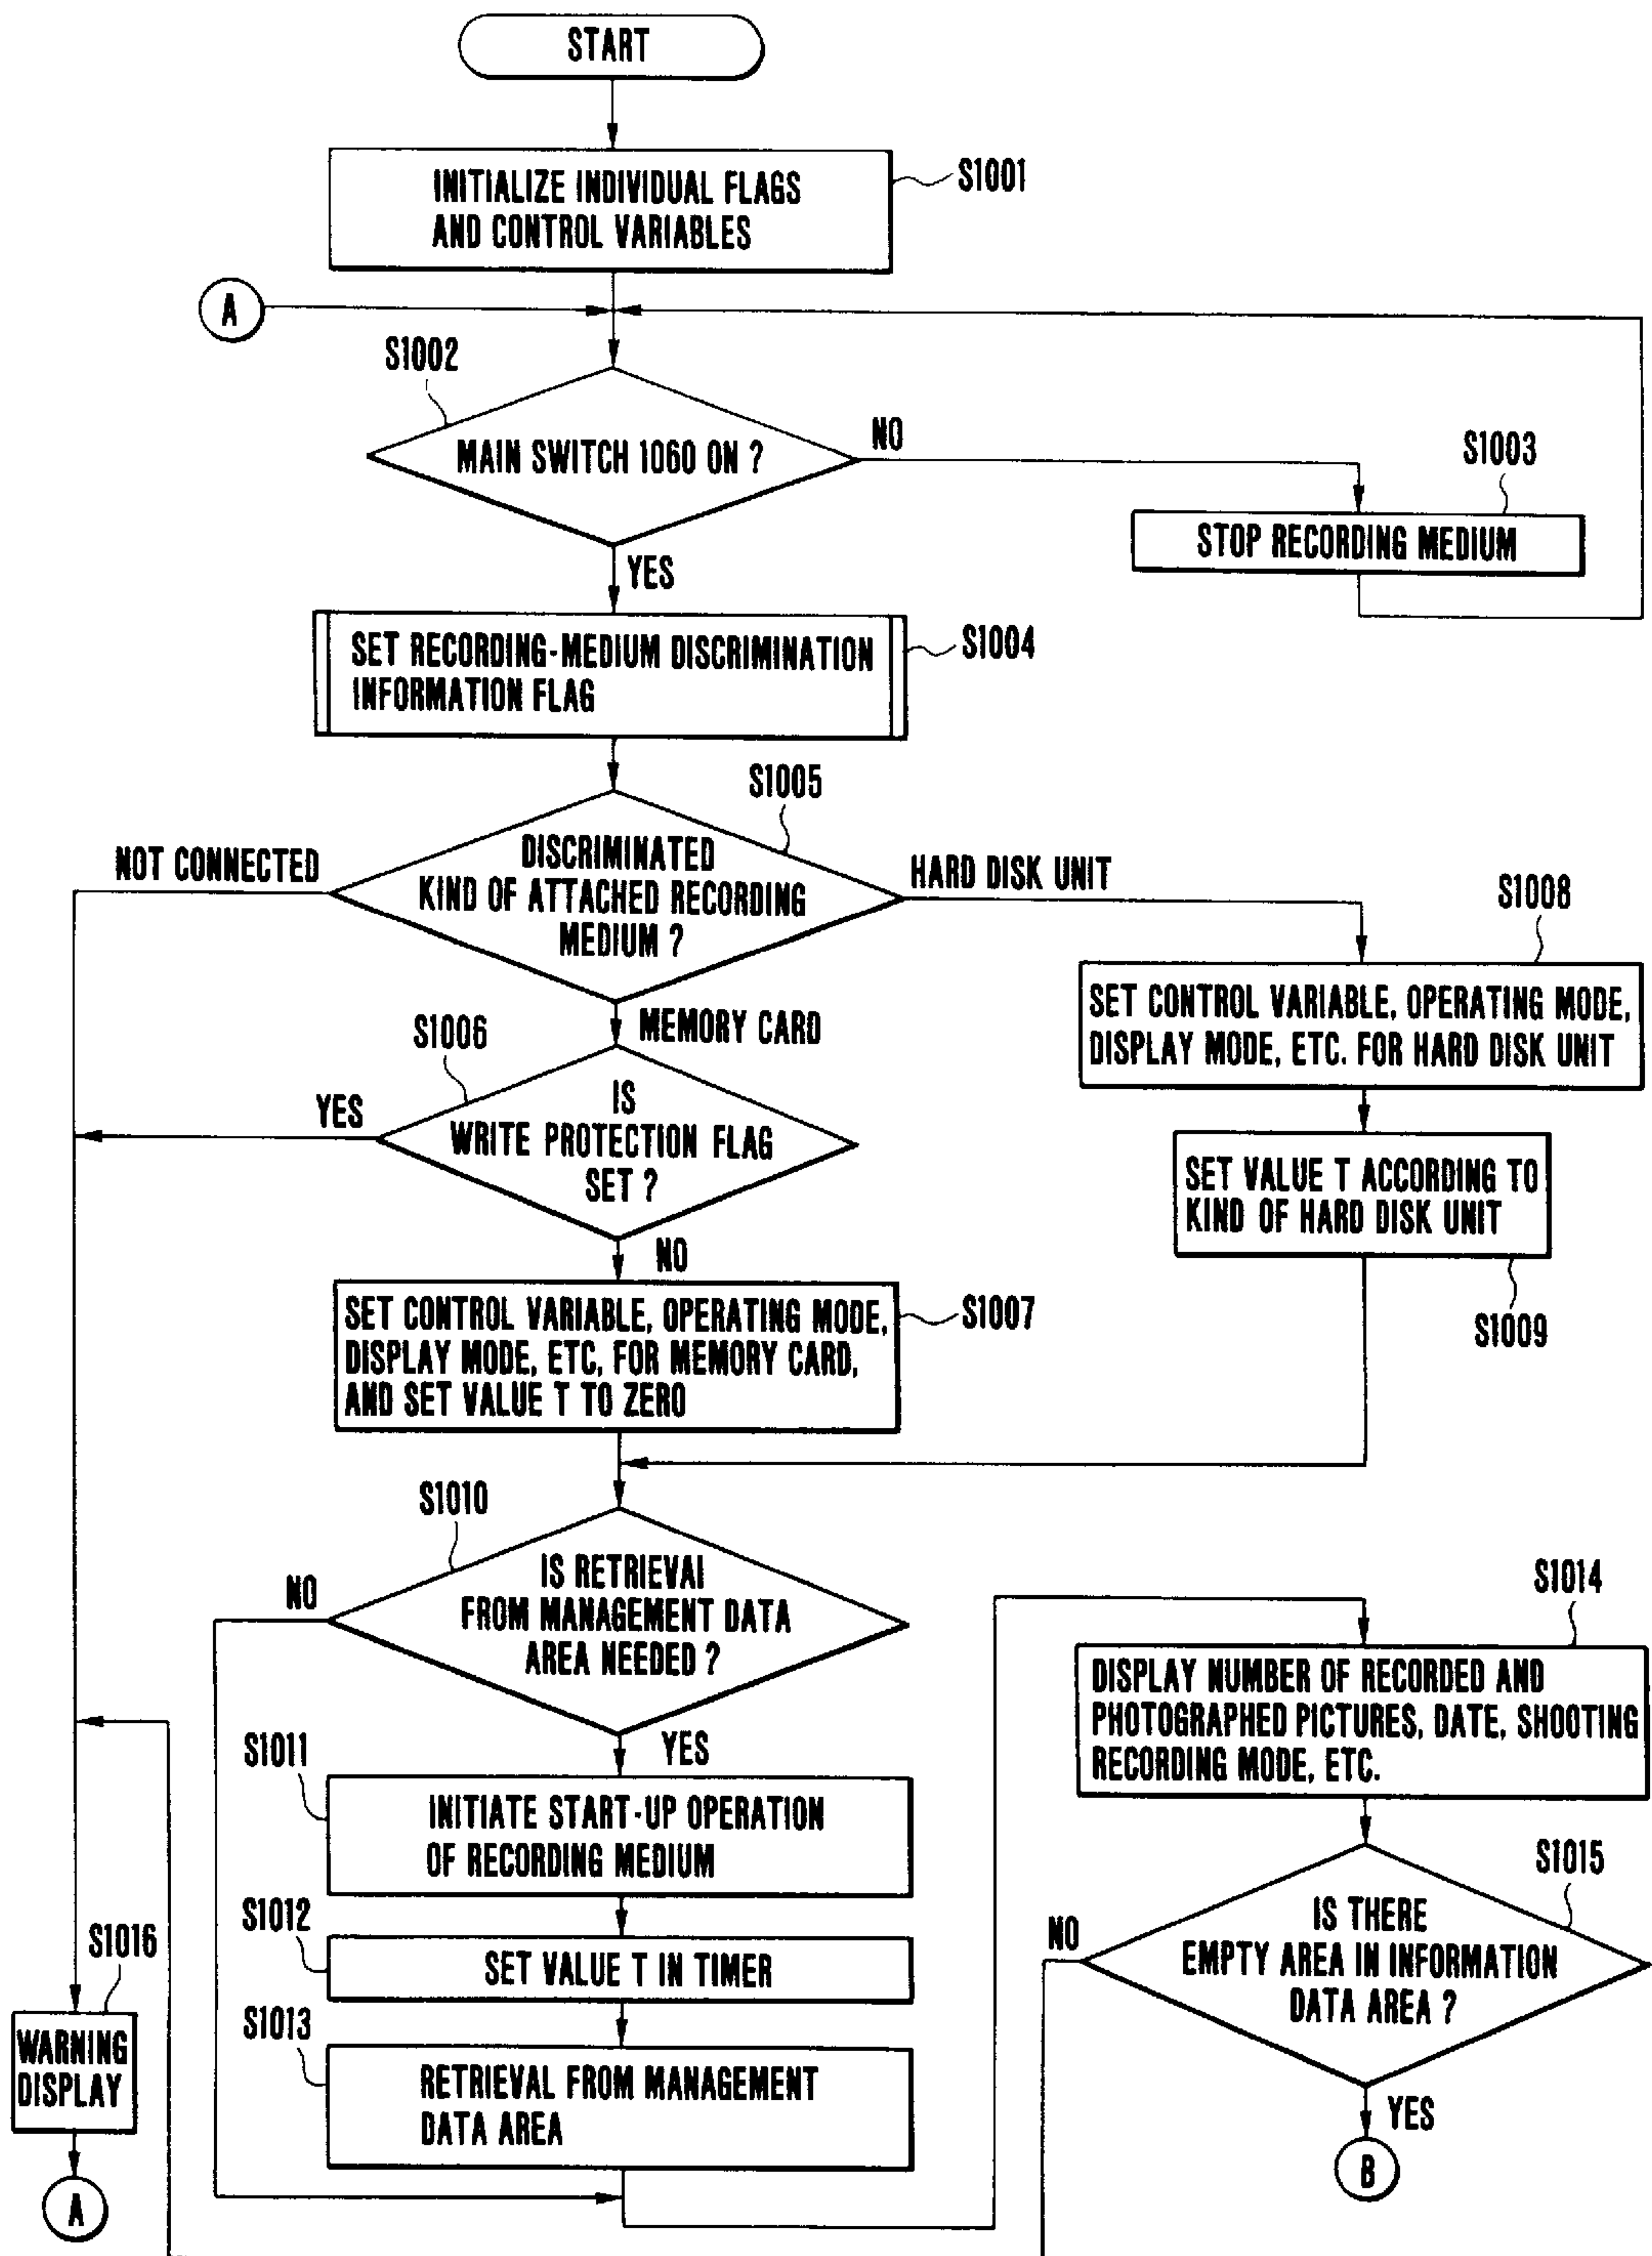 START
INITIALIZE INDIVIDUAL FLAGS
AND CONTROL VARIABLES
S1001
A
S1002
MAIN SWITCH 1060 ON ?
NO
S1003
STOP RECORDING MEDIUM
YES
SET RECORDING-MEDIUM DISCRIMINATION
INFORMATION FLAG
S1004
S1005
NOT CONNECTED
DISCRIMINATED
KIND OF ATTACHED RECORDING
MEDIUM ?
HARD DISK UNIT
S1008
SET CONTROL VARIABLE, OPERATING MODE,
DISPLAY MODE, ETC. FOR HARD DISK UNIT
MEMORY CARD
S1006
YES
IS
WRITE PROTECTION FLAG
SET ?
SET VALUE T ACCORDING TO
KIND OF HARD DISK UNIT
S1009
NO
SET CONTROL VARIABLE, OPERATING MODE,
DISPLAY MODE, ETC, FOR MEMORY CARD,
AND SET VALUE T TO ZERO
S1007
S1010
NO
IS RETRIEVAI
FROM MANAGEMENT DATA
AREA NEEDED ?
YES
S1014
DISPLAY NUMBER OF RECORDED AND
PHOTOGRAPHED PICTURES, DATE, SHOOTING
RECORDING MODE, ETC.
S1011
INITIATE START-UP OPERATION
OF RECORDING MEDIUM
S1015
NO
IS THERE
EMPTY AREA IN INFORMATION
DATA AREA ?
S1012
SET VALUE T IN TIMER
S1016
WARNING
DISPLAY
S1013
RETRIEVAL FROM MANAGEMENT
DATA AREA
YES
B
A